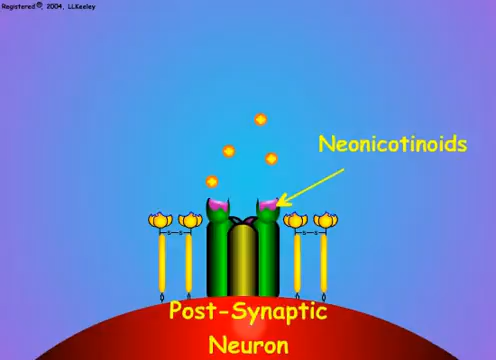 Registered©, 2004, LLKeeley
Neonicotinoids
Post-Synaptic
Neuron